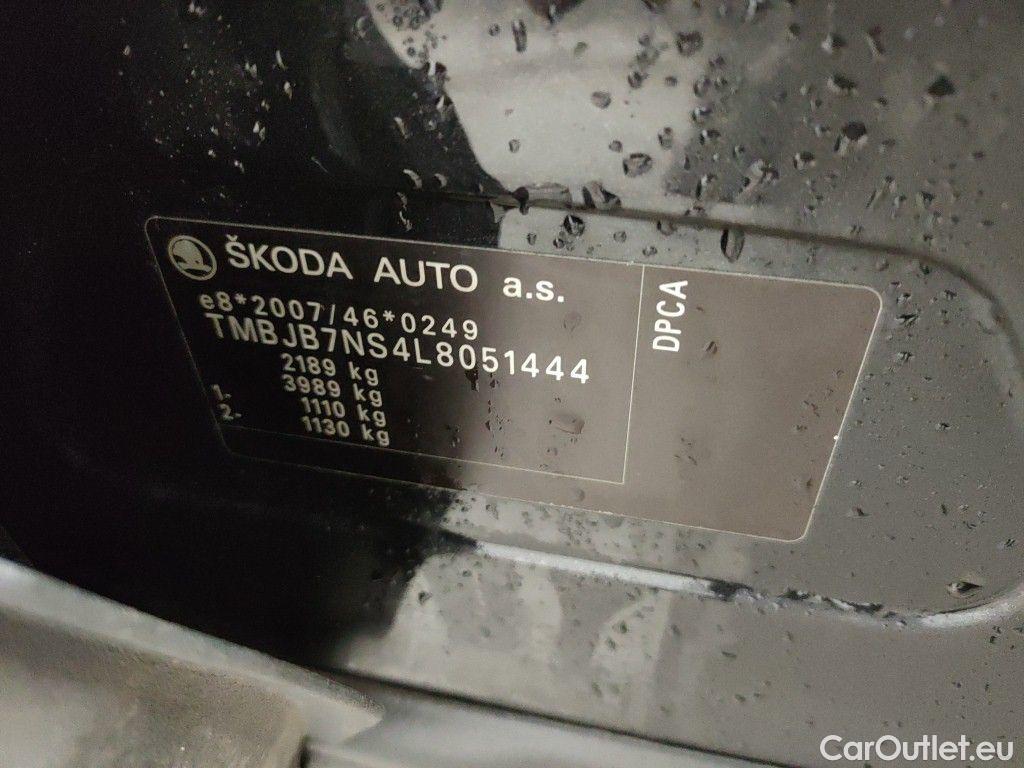 ŠKODA AUTO a.s.
e8*2007/46*0249
TMBJB7NS4L8051444
2189 kg
3989 kg
1. 1110 kg
2. 1130 kg
DPCA
CarOutlet.eu